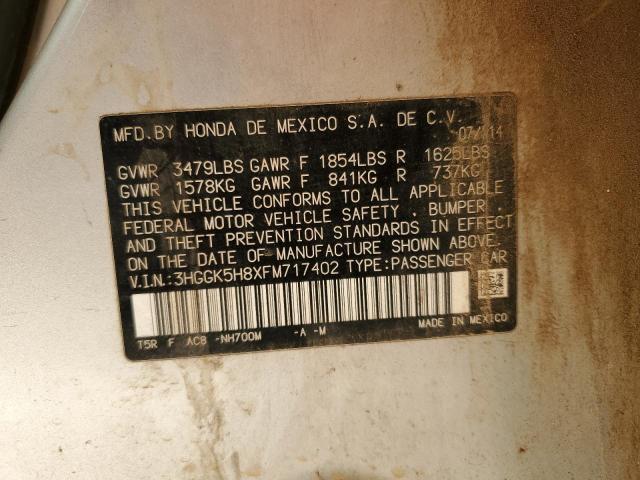 MFD.BY HONDA DE MEXICO S.A. DE C.V. 07/14
GVWR 3479LBS GAWR F 1854LBS R 1625LBS
GVWR 1578KG GAWR F 841KG R 737KG
THIS VEHICLE CONFORMS TO ALL APPLICABLE
FEDERAL MOTOR VEHICLE SAFETY . BUMPER .
AND THEFT PREVENTION STANDARDS IN EFFECT
ON THE DATE OF MANUFACTURE SHOWN ABOVE.
V.I.N.:3HGGK5H8XFM717402 TYPE:PASSENGER CAR
T5R F AC8 -NH700M -A -M MADE IN MEXICO